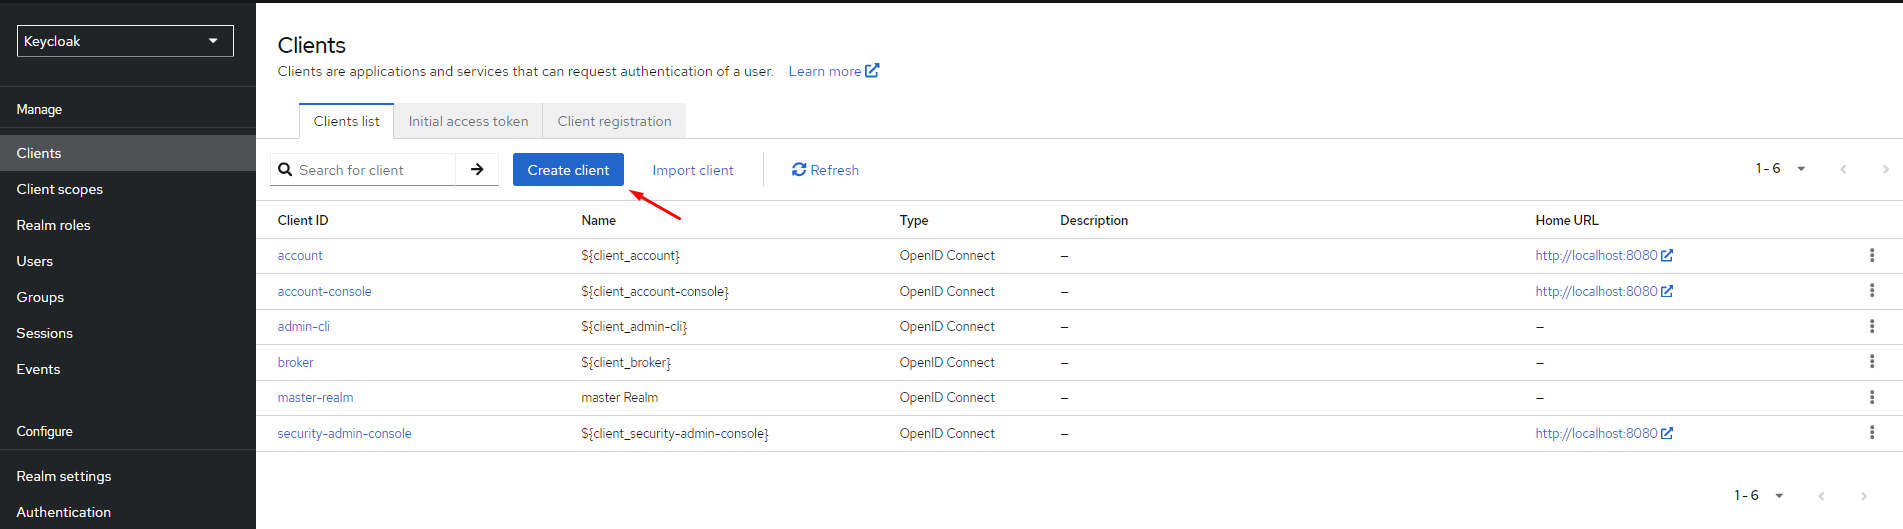 Keycloak
Manage
Clients
Client scopes
Realm roles
Users
Groups
Sessions
Events
Configure
Realm settings
Authentication
Clients
Clients are applications and services that can request authentication of a user. Learn more
Clients list Initial access token Client registration
Search for client Create client Import client Refresh 1 - 6
Client ID Name Type Description Home URL
account ${client_account} OpenID Connect – http://localhost:8080
account-console ${client_account-console} OpenID Connect – http://localhost:8080
admin-cli ${client_admin-cli} OpenID Connect – –
broker ${client_broker} OpenID Connect – –
master-realm master Realm OpenID Connect – –
security-admin-console ${client_security-admin-console} OpenID Connect – http://localhost:8080
1 - 6